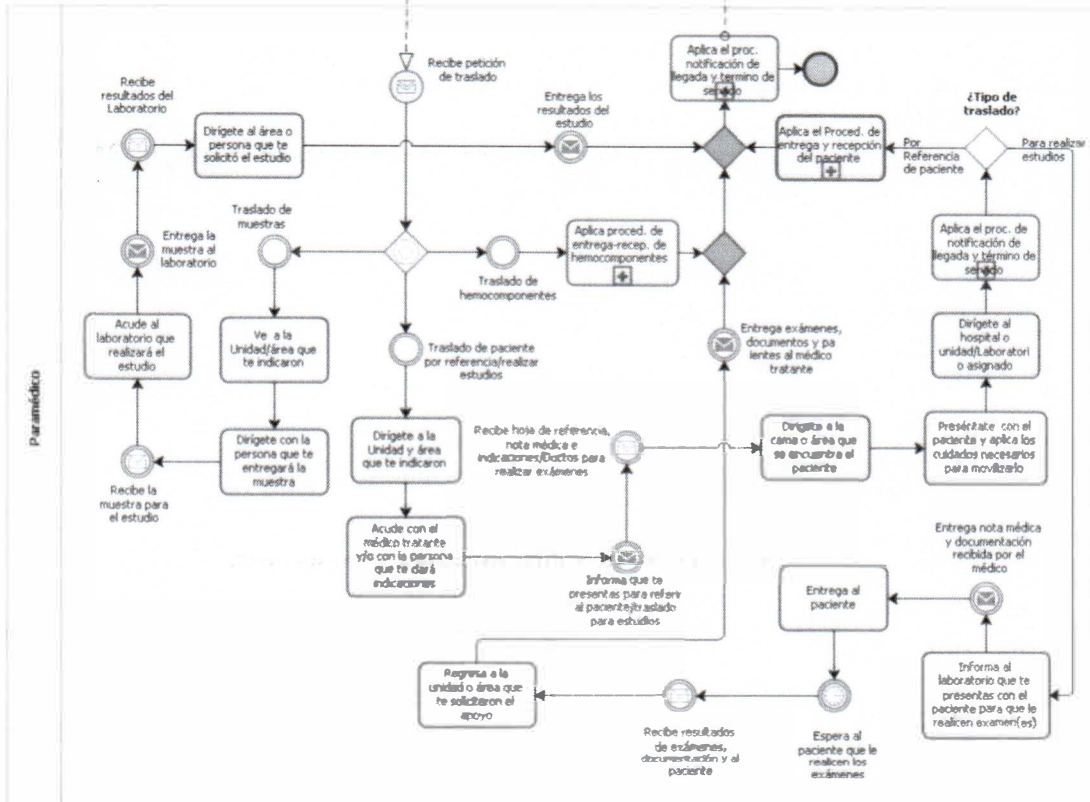 Paramédico
Recibe petición
de traslado
Aplica el proc.
notificación de
llegada y termino de
¿Tipo de
traslado?
Recibe
resultados del
Laboratorio
Dirígete al área o
persona que te
solicitó el estudio
Entrega los
resultados del
estudio
Aplica el Proced. de
entrega y recepción
del paciente
Por
Referencia
de paciente
Para realizar
estudios
Traslado de
muestras
Entrega la
muestra al
laboratorio
Traslado de
hemocomponentes
Aplica proced. de
entrega-recep. de
hemocomponentes
Aplica el proc. de
notificación de
llegada y término de
Acude al
laboratorio que
realizará el
estudio
Ve a la
Unidad/área que
te indicaron
Traslado de paciente
por referencia/realizar
estudios
Entrega exámenes,
documentos y pa
ientes al médico
tratante
Dirígete al
hospital o
unidad/Laboratori
o asignado
Dirígete con la
persona que te
entregará la
muestra
Recibe la
muestra para
el estudio
Dirígete a la
Unidad y área
que te indicaron
Recibe hoja de referencia,
nota médica e
indicaciones/Doctos para
realizar exámenes
Dirígete a la
cama o área que
se encuentra el
paciente
Preséntate con el
paciente y aplica los
cuidados necesarios
para movilizarlo
Acude con el
médico tratante
y/o con la persona
que te dará
indicaciones
Informa que te
presentas para referir
al paciente/traslado
para estudios
Entrega nota médica
y documentación
recibida por el
médico
Entrega al
paciente
Informa al
laboratorio que te
presentas con el
paciente para que le
realicen examen(es)
Regresa a la
unidad o área que
te solicitaron el
apoyo
Recibe resultados
de exámenes,
documentación y al
paciente
Espera al
paciente que le
realicen los
exámenes